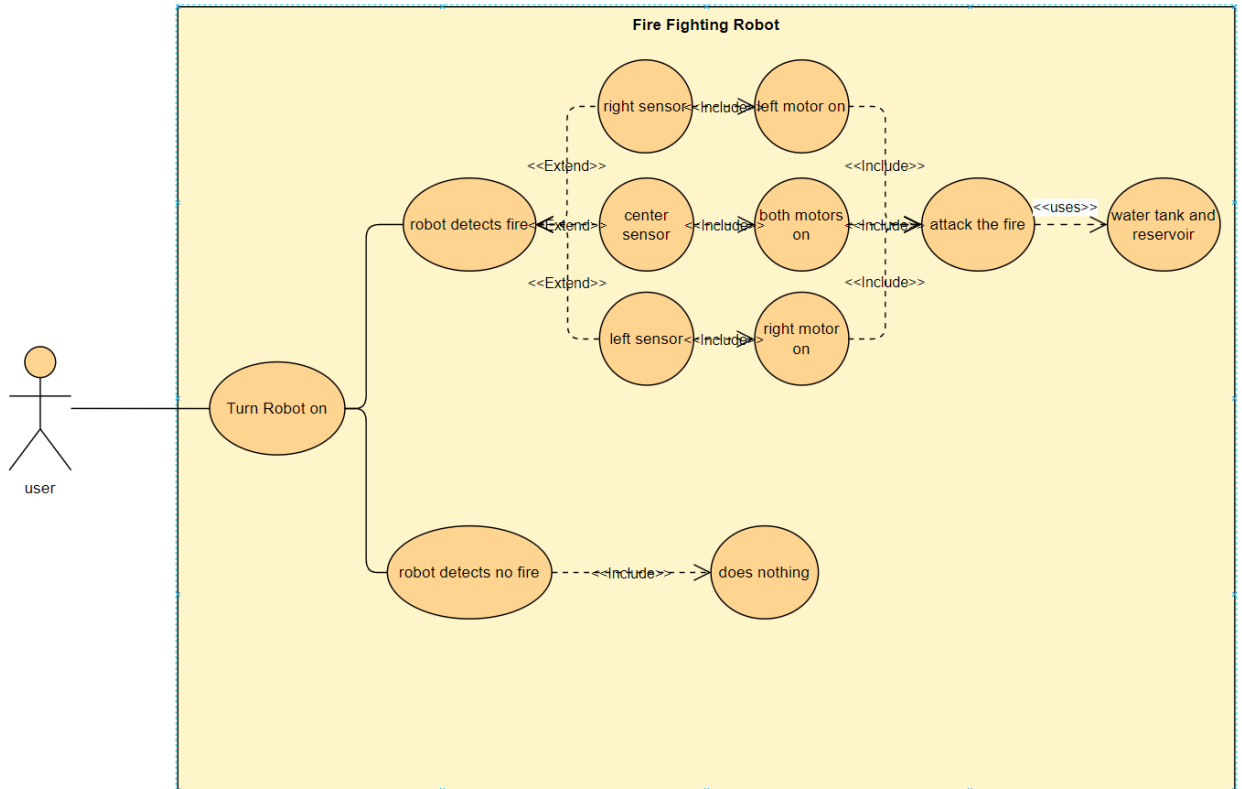 Fire Fighting Robot
right sensor
<<Include>>
left motor on
<<Extend>>
<<Include>>
robot detects fire
<<Extend>>
center
sensor
<<Include>>
both motors
on
<<Include>>
attack the fire
<<uses>>
water tank and
reservoir
<<Extend>>
<<Include>>
left sensor
<<Include>>
right motor
on
Turn Robot on
user
robot detects no fire
<<Include>>
does nothing